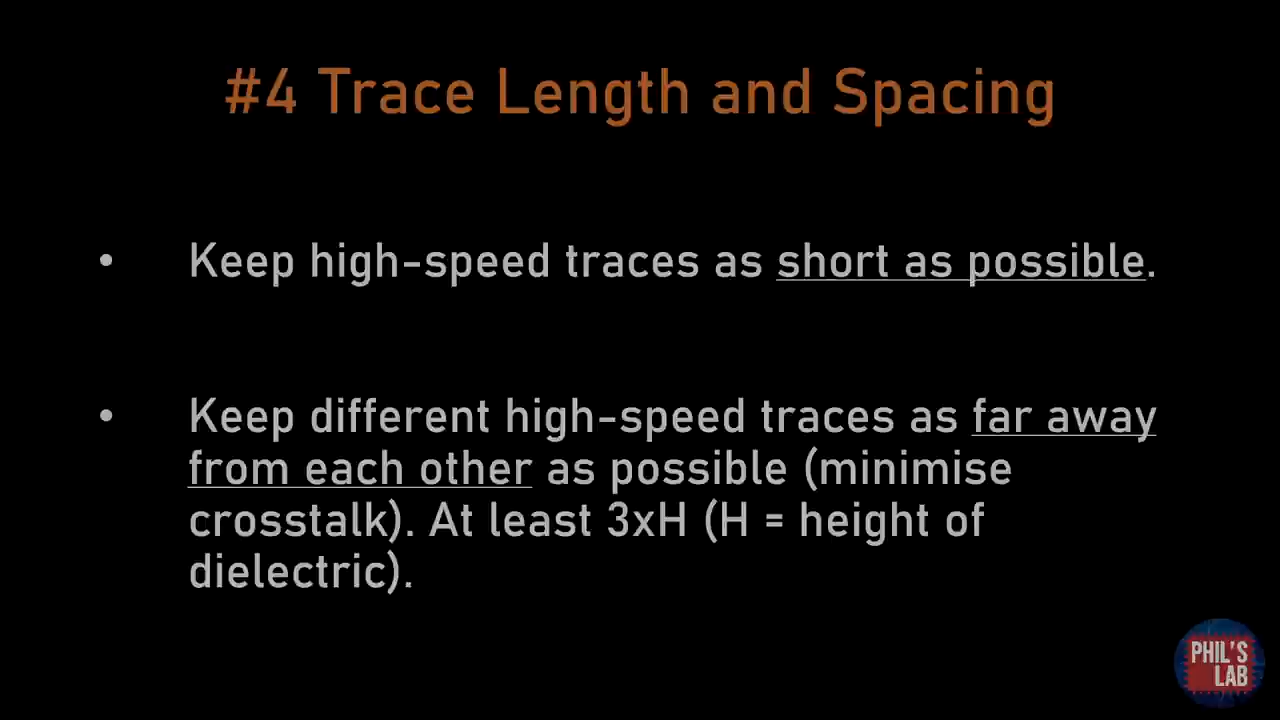 #4 Trace Length and Spacing
• Keep high-speed traces as short as possible.
• Keep different high-speed traces as far away
from each other as possible (minimise
crosstalk). At least 3xH (H = height of
dielectric).
PHIL'S
LAB